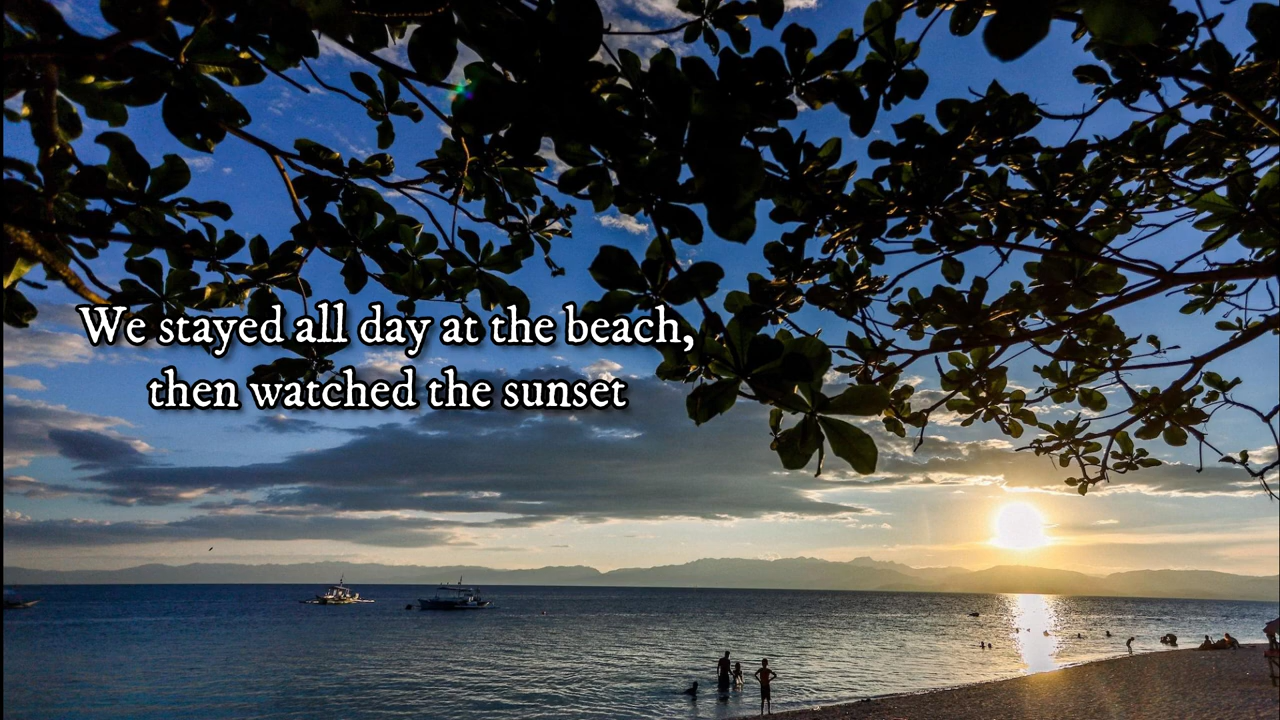 We stayed all day at the beach,
then watched the sunset